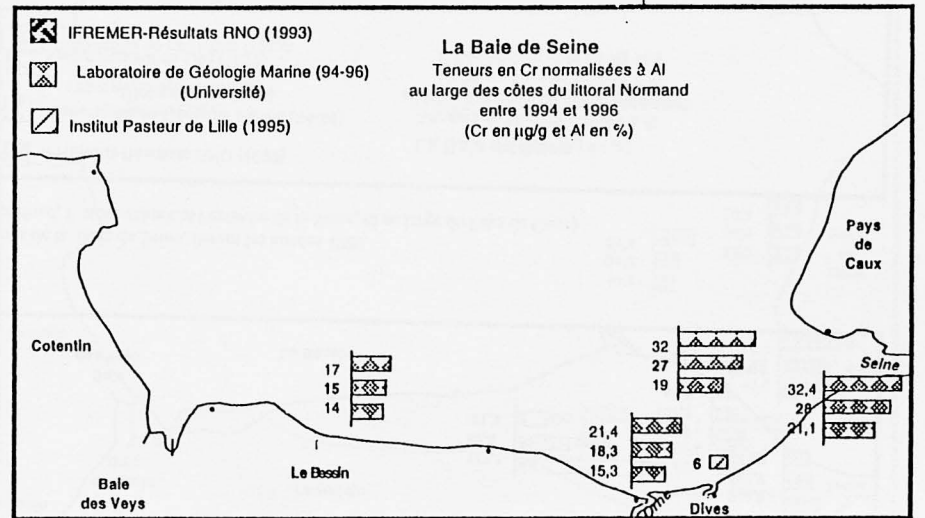 IFREMER-Résultats RNO (1993)
Laboratoire de Géologie Marine (94-96)
(Université)
Institut Pasteur de Lille (1995)
La Baie de Seine
Teneurs en Cr normalisées à Al
au large des côtes du littoral Normand
entre 1994 et 1996
(Cr en µg/g et Al en %)
Pays
de
Caux
Cotentin
17
15
14
32
27
19
Seine
32,4
28
21,1
21,4
18,3
15,3
6
Le Bessin
Baie
des Veys
Orne
Dives